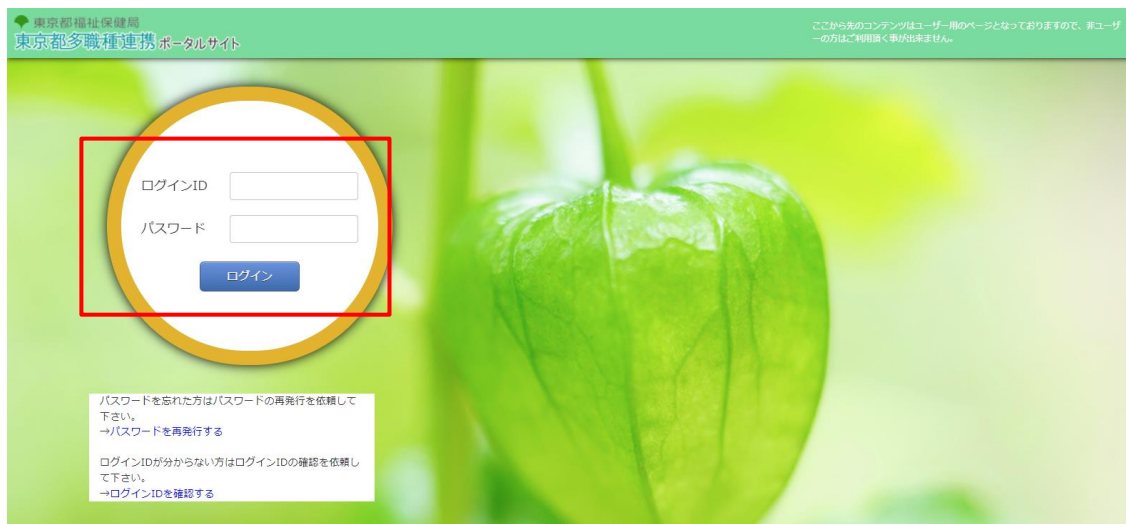 東京都福祉保健局
東京都多職種連携 ポータルサイト
ここから先のコンテンツはユーザー用のページとなっておりますので、非ユーザ
ーの方はご利用頂く事が出来ません。
ログインID
パスワード
ログイン
パスワードを忘れた方はパスワードの再発行を依頼して
下さい。
→パスワードを再発行する
ログインIDが分からない方はログインIDの確認を依頼し
て下さい。
→ログインIDを確認する